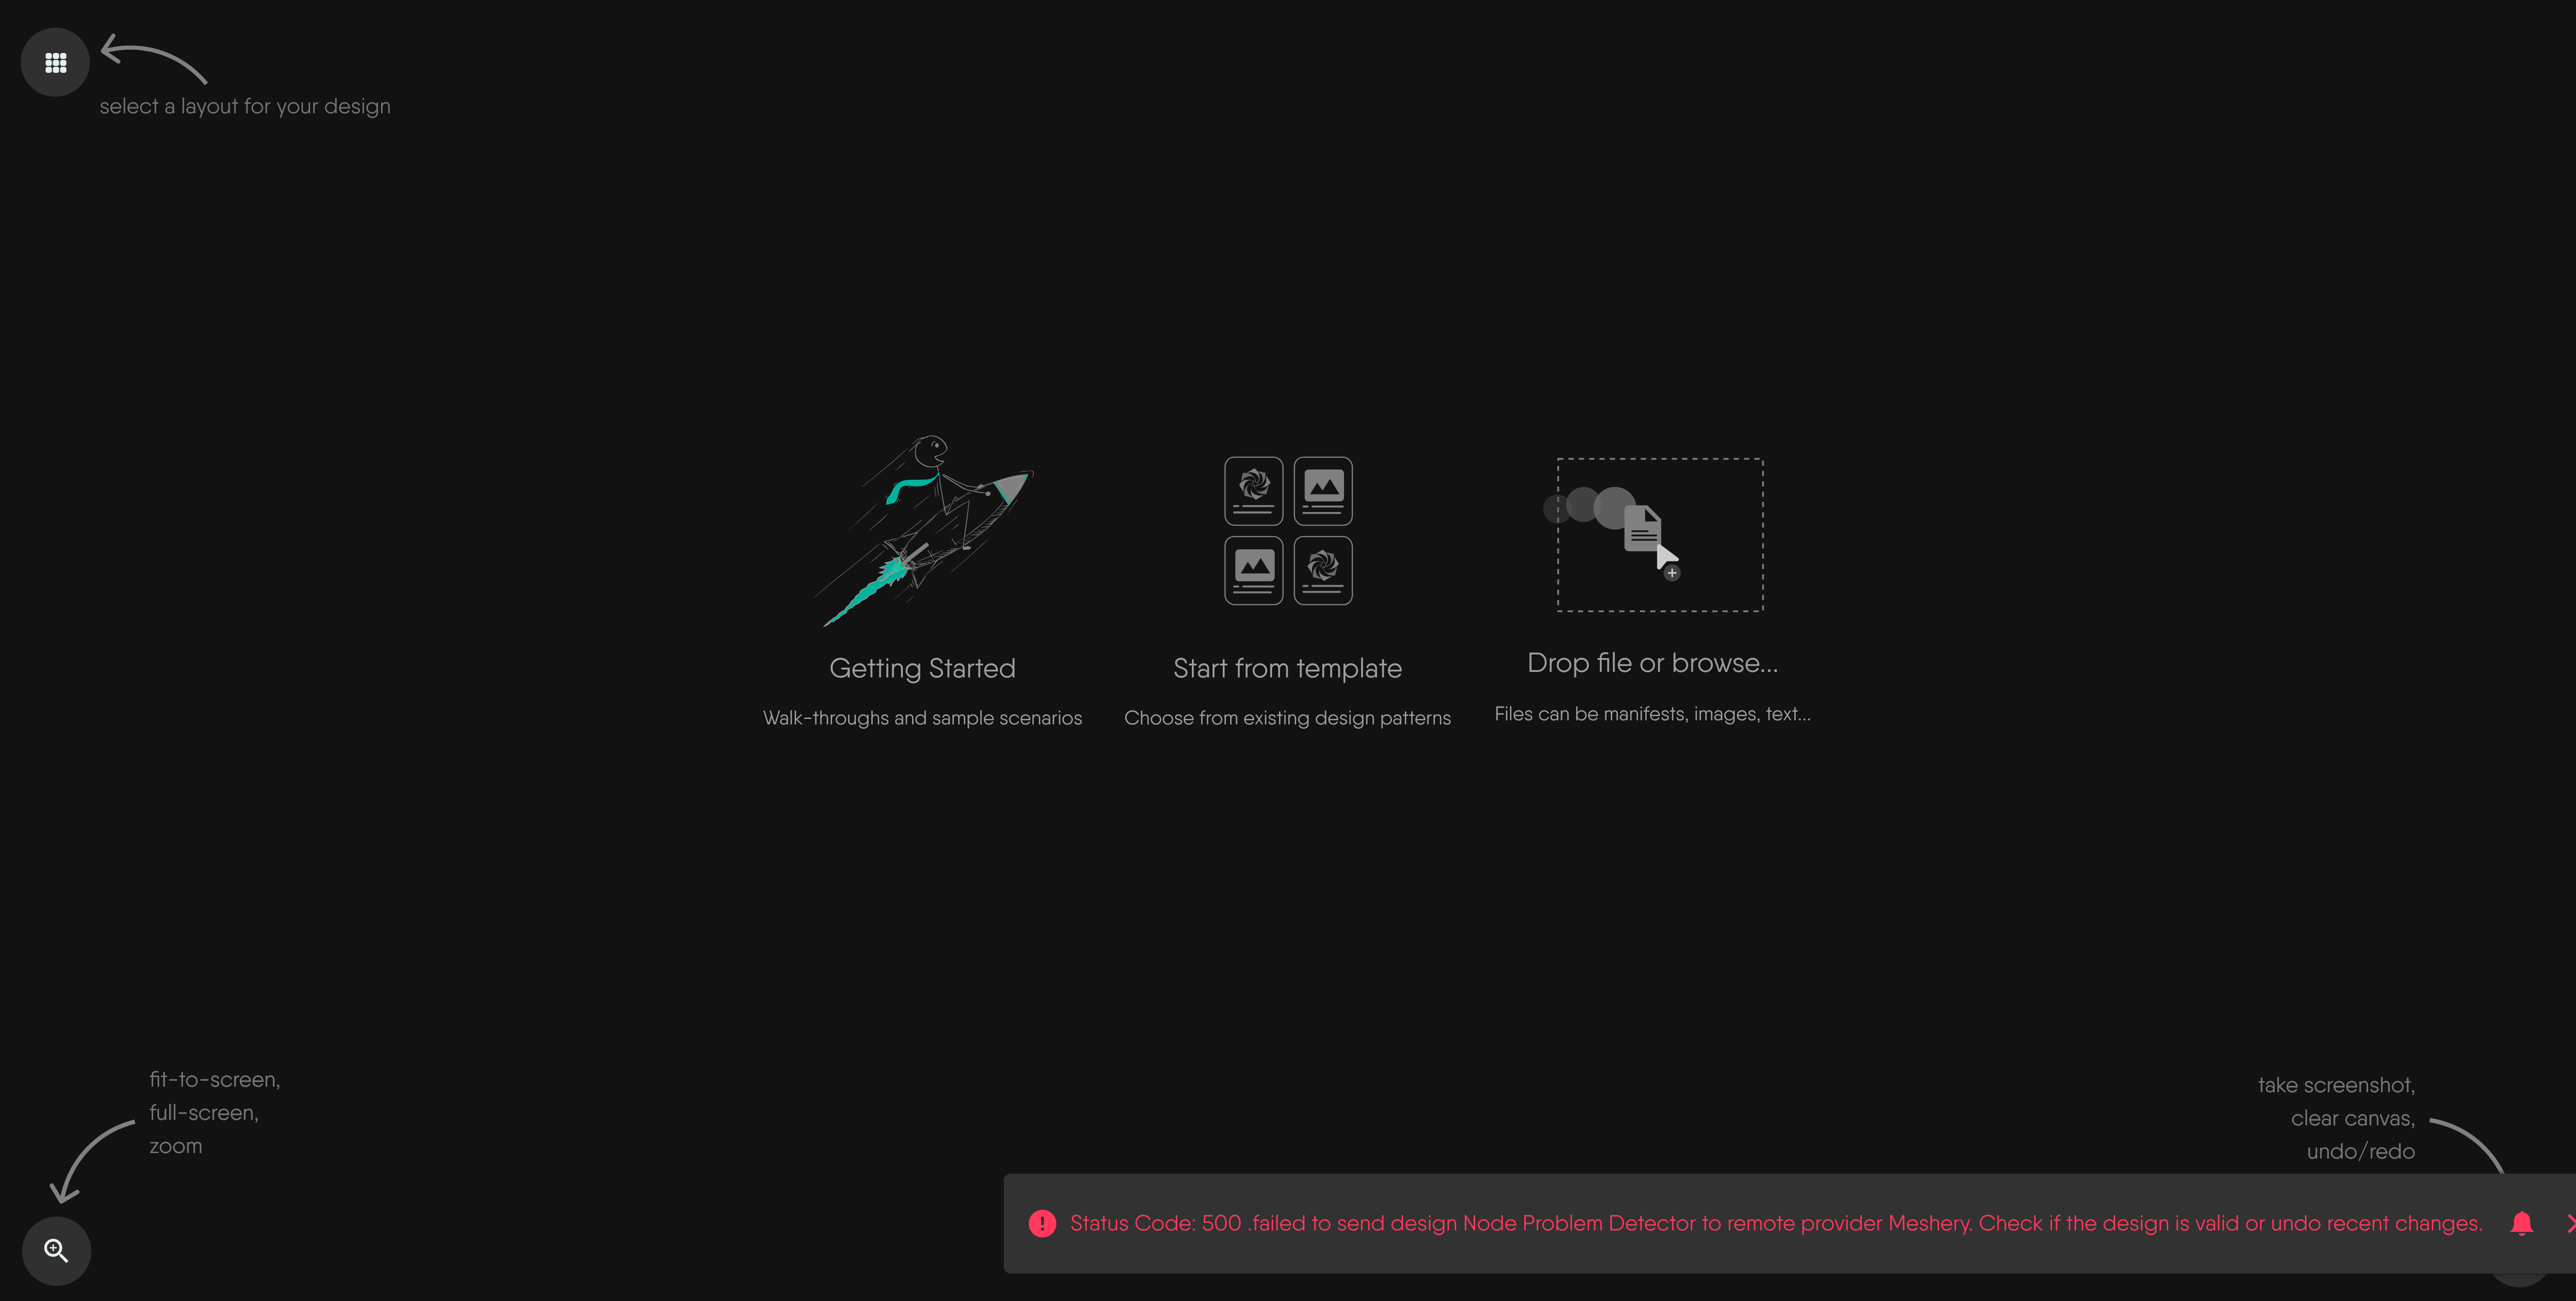 select a layout for your design
Getting Started
Walk-throughs and sample scenarios
Start from template
Choose from existing design patterns
Drop file or browse...
Files can be manifests, images, text...
fit-to-screen,
full-screen,
zoom
take screenshot,
clear canvas,
undo/redo
Status Code: 500 .failed to send design Node Problem Detector to remote provider Meshery. Check if the design is valid or undo recent changes.